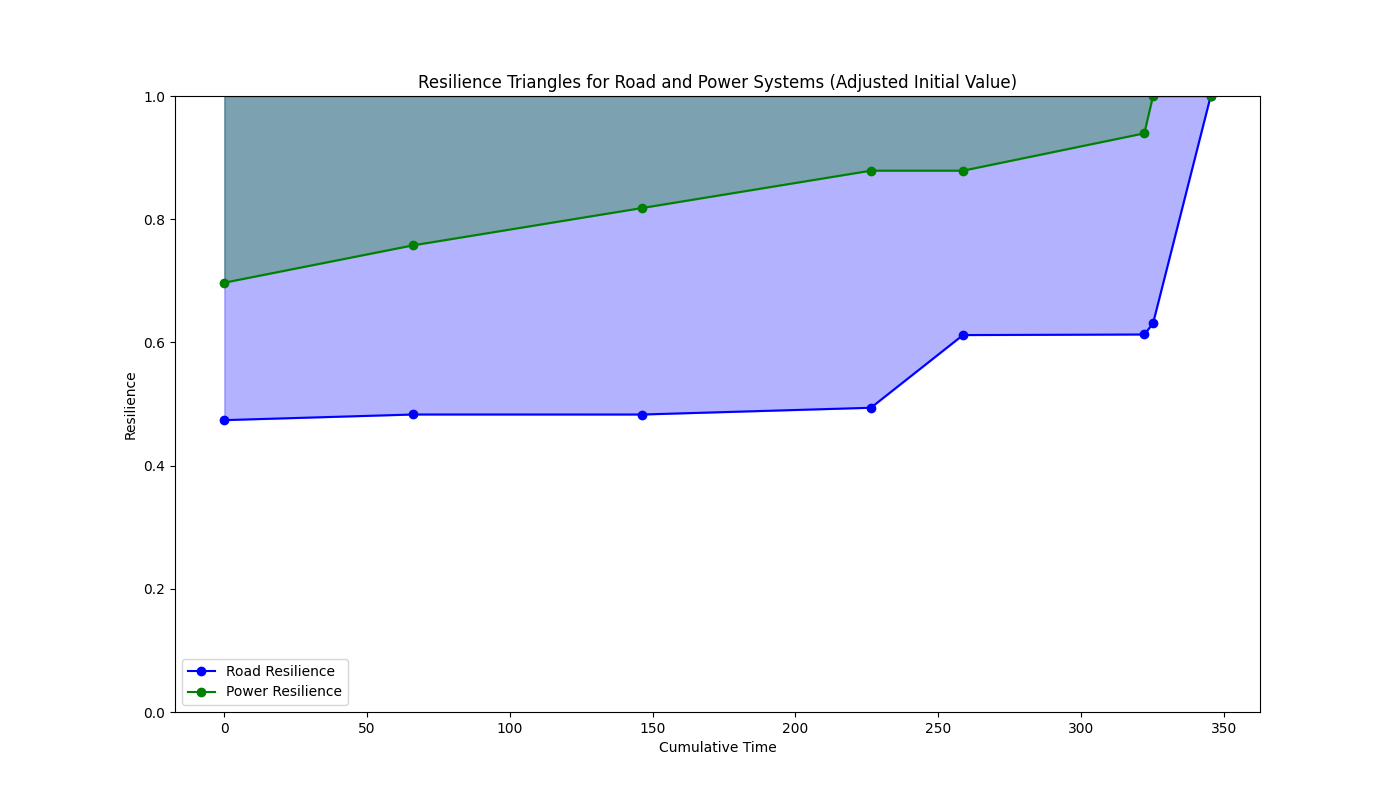 Resilience Triangles for Road and Power Systems (Adjusted Initial Value)
1.0
0.8
0.6
0.4
0.2
0.0
Resilience
Road Resilience
Power Resilience
0 50 100 150 200 250 300 350
Cumulative Time